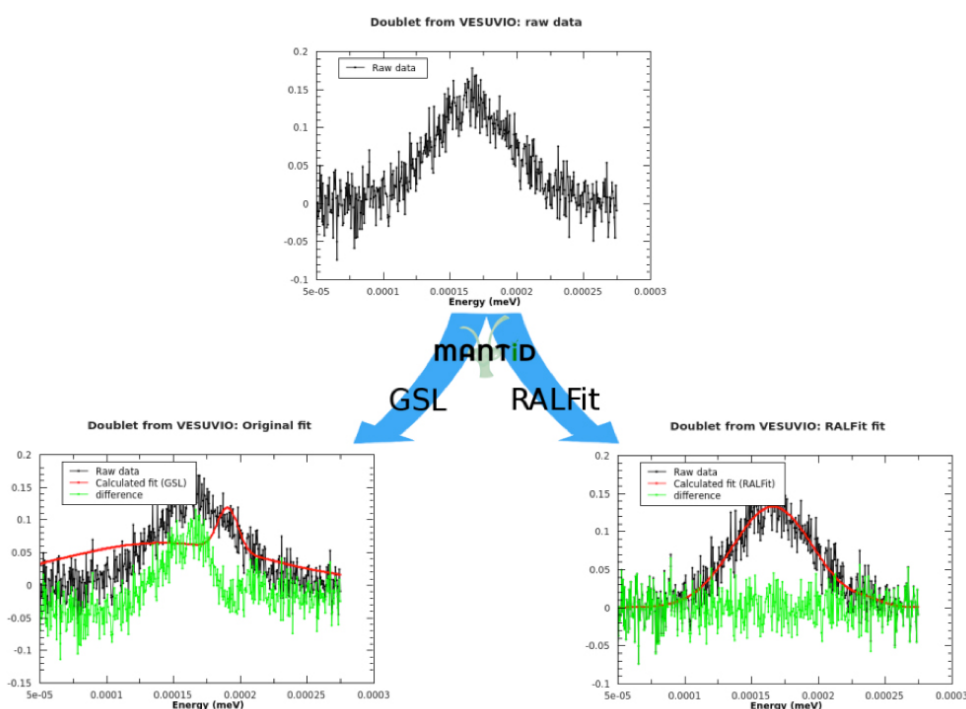 Doublet from VESUVIO: raw data
0.2
Raw data
0.15
0.1
0.05
0
-0.05
-0.1
5e-05 0.0001 0.00015 0.0002 0.00025 0.0003
Energy (meV)
MANTiD
GSL RALFit
Doublet from VESUVIO: Original fit
0.2
Raw data
Calculated fit (GSL)
difference
0.15
0.1
0.05
0
-0.05
-0.1
-0.15
5e-05 0.0001 0.00015 0.0002 0.00025 0.0003
Energy (meV)
Doublet from VESUVIO: RALFit fit
0.2
Raw data
Calculated fit (RALFit)
difference
0.15
0.1
0.05
0
-0.05
-0.1
5e-05 0.0001 0.00015 0.0002 0.00025 0.0003
Energy (meV)